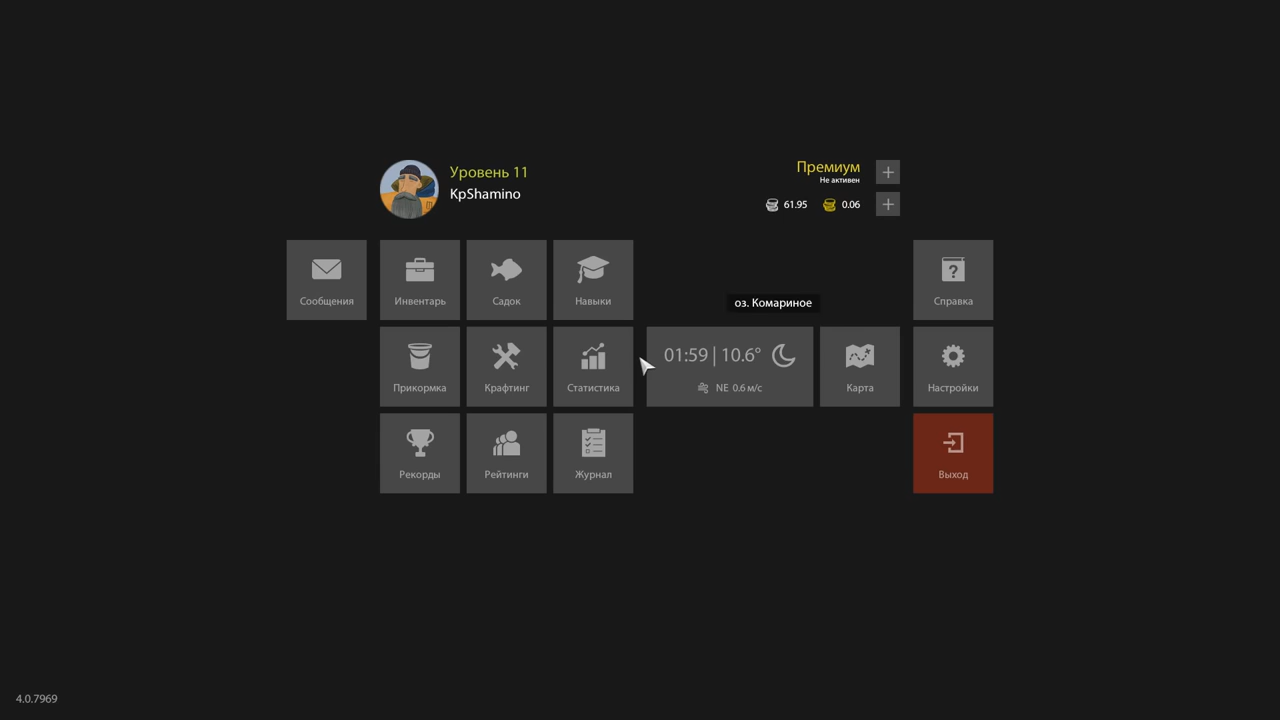 Уровень 11
KpShamino
Премиум
Не активен
61.95 0.06
Сообщения
Инвентарь
Садок
Навыки
оз. Комариное
Справка
Прикормка
Крафтинг
Статистика
01:59 | 10.6°
NE 0.6 м/с
Карта
Настройки
Рекорды
Рейтинги
Журнал
Выход
4.0.7969